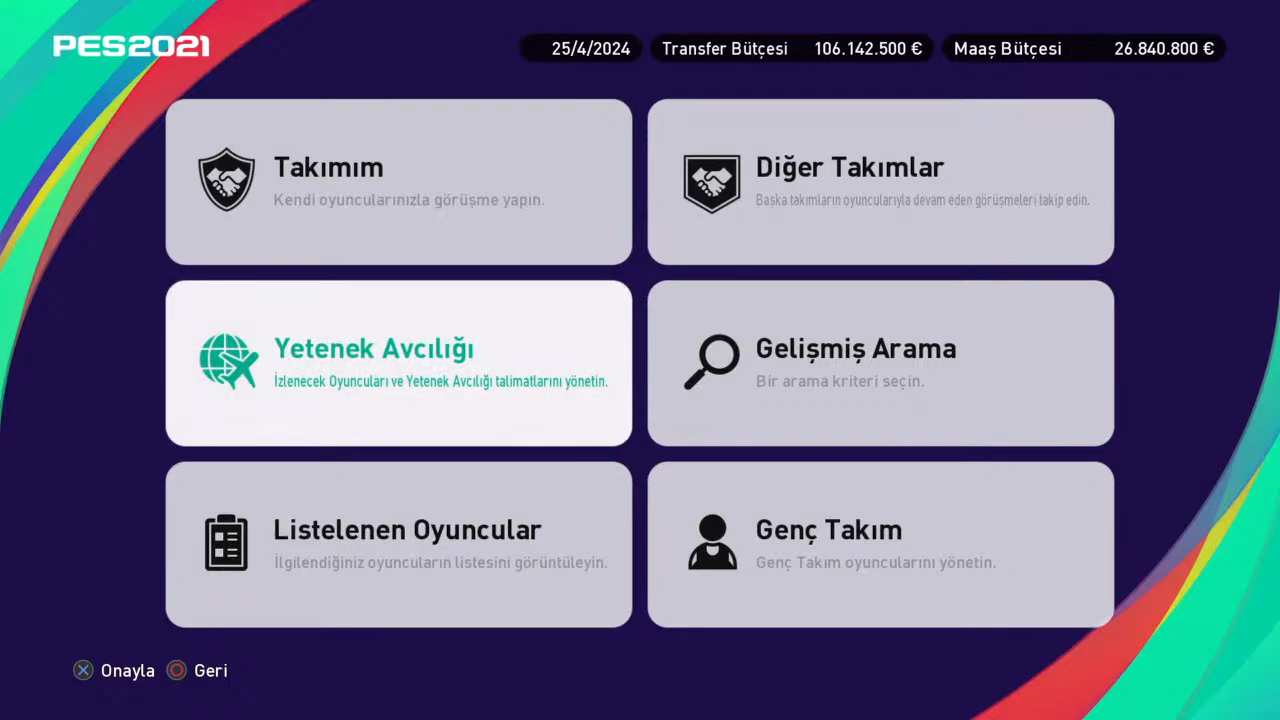 PES2021
25/4/2024 Transfer Bütçesi 106.142.500 € Maaş Bütçesi 26.840.800 €
Takımım
Kendi oyuncularınızla görüşme yapın.
Diğer Takımlar
Başka takımların oyuncularıyla devam eden görüşmeleri takip edin.
Yetenek Avcılığı
İzlenecek Oyuncuları ve Yetenek Avcılığı talimatlarını yönetin.
Gelişmiş Arama
Bir arama kriteri seçin.
Listelenen Oyuncular
İlgilendiğiniz oyuncuların listesini görüntüleyin.
Genç Takım
Genç Takım oyuncularını yönetin.
Onayla Geri